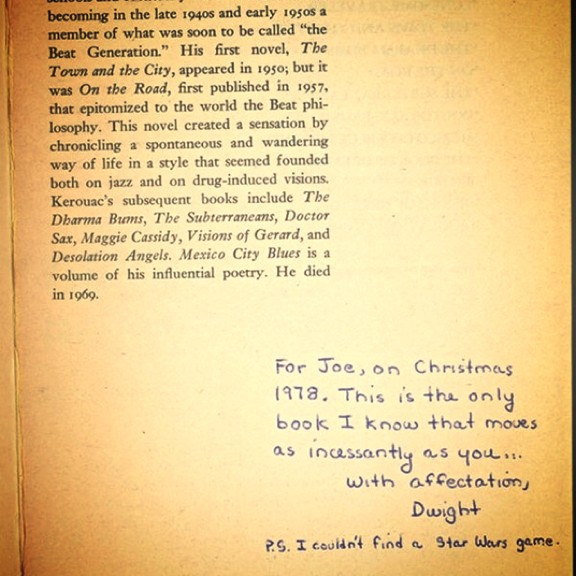 becoming in the late 1940s and early 1950s a
member of what was soon to be called “the
Beat Generation.” His first novel, The
Town and the City, appeared in 1950; but it
was On the Road, first published in 1957,
that epitomized to the world the Beat phi-
losophy. This novel created a sensation by
chronicling a spontaneous and wandering
way of life in a style that seemed founded
both on jazz and on drug-induced visions.
Kerouac's subsequent books include The
Dharma Bums, The Subterraneans, Doctor
Sax, Maggie Cassidy, Visions of Gerard, and
Desolation Angels. Mexico City Blues is a
volume of his influential poetry. He died
in 1969.
For Joe, on Christmas
1978. This is the only
book I know that moves
as incessantly as you...
with affectation,
Dwight
P.S. I couldn't find a Star Wars game.